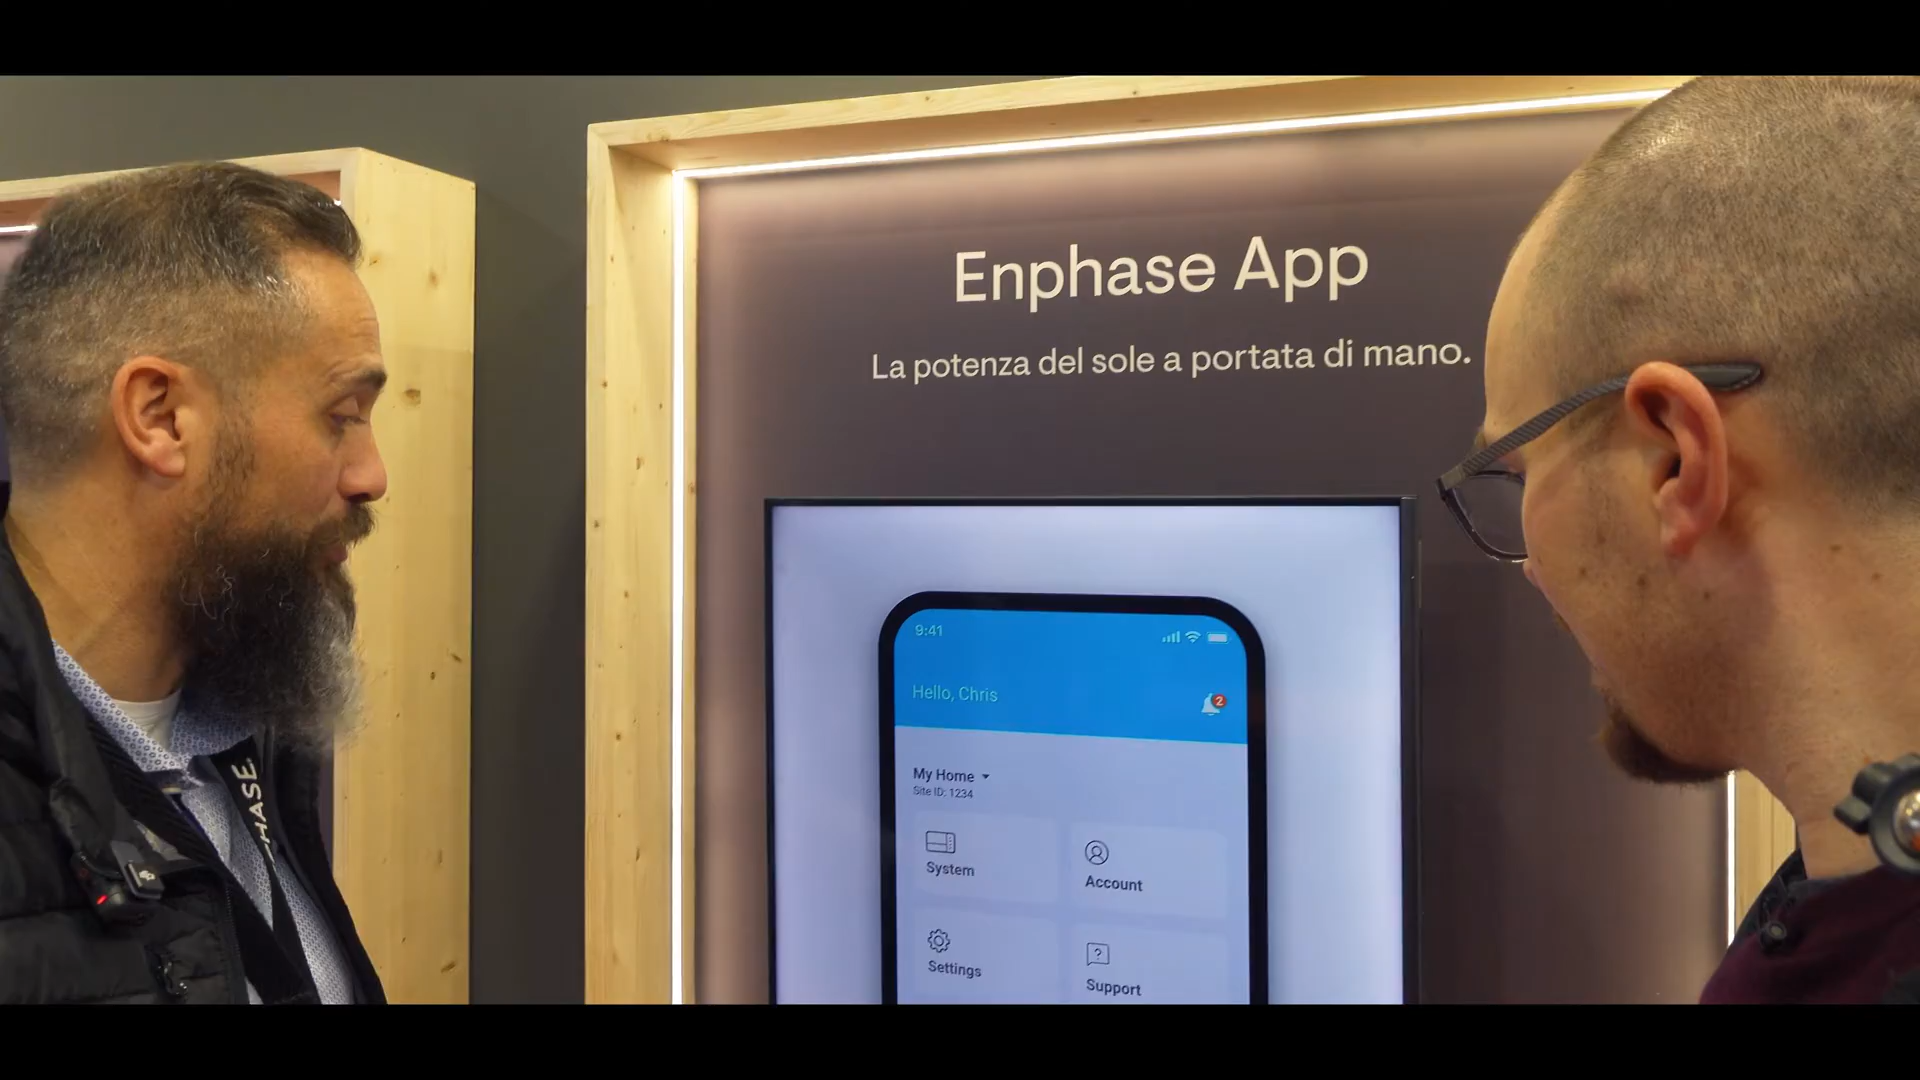 Enphase App
La potenza del sole a portata di mano.
9:41
Hello, Chris
2
My Home
Site ID: 1234
System
Account
Settings
Support
HASE.